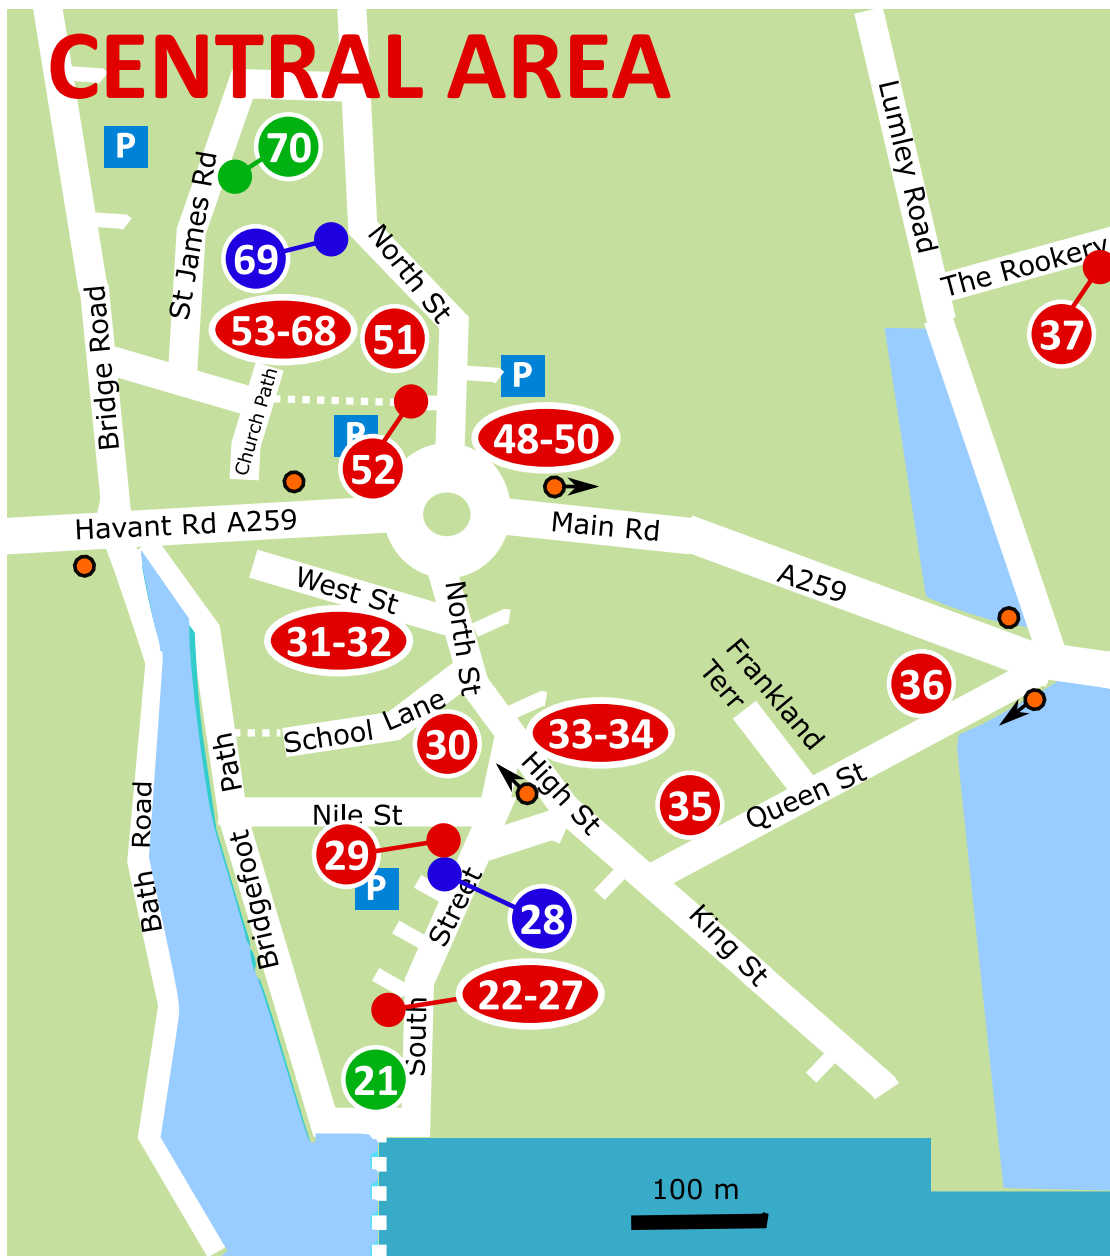 CENTRAL AREA
P
70
Lumley Road
St James Rd
69
North St
The Rookery
53-68
51
37
Bridge Road
P
Church Path
P
48-50
52
Havant Rd A259
Main Rd
West St
A259
North St
31-32
Frankland
Terr
36
School Lane
30
33-34
Path
High St
35
Queen St
Nile St
Bath Road
29
P
Bridgefoot
Street
28
King St
22-27
South
21
100 m